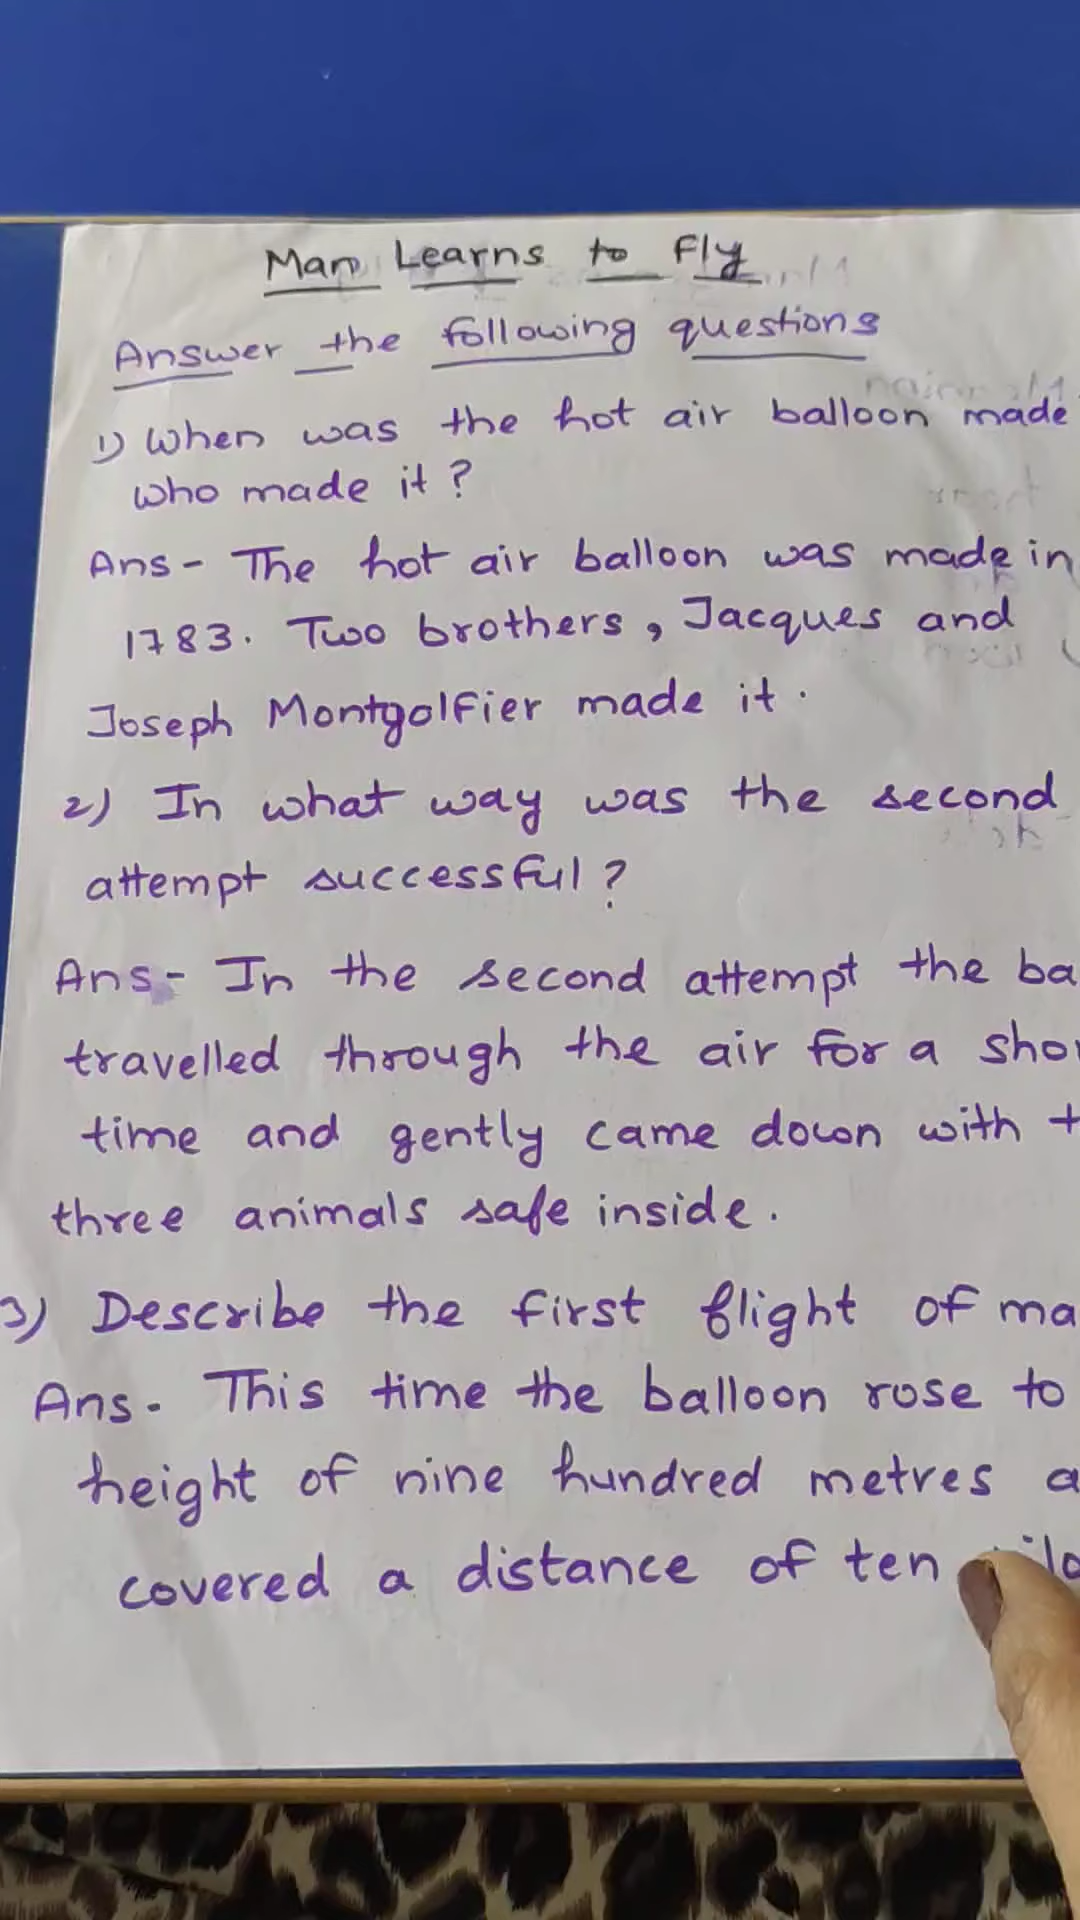 Man Learns to Fly
Answer the following questions
1) When was the hot air balloon made
who made it ?
Ans - The hot air balloon was made in
1783. Two brothers, Jacques and
Joseph Montgolfier made it.
2) In what way was the second
attempt successful ?
Ans - In the second attempt the ba
travelled through the air for a sho
time and gently came down with t
three animals safe inside.
3) Describe the first flight of ma
Ans. This time the balloon rose to
height of nine hundred metres a
covered a distance of ten